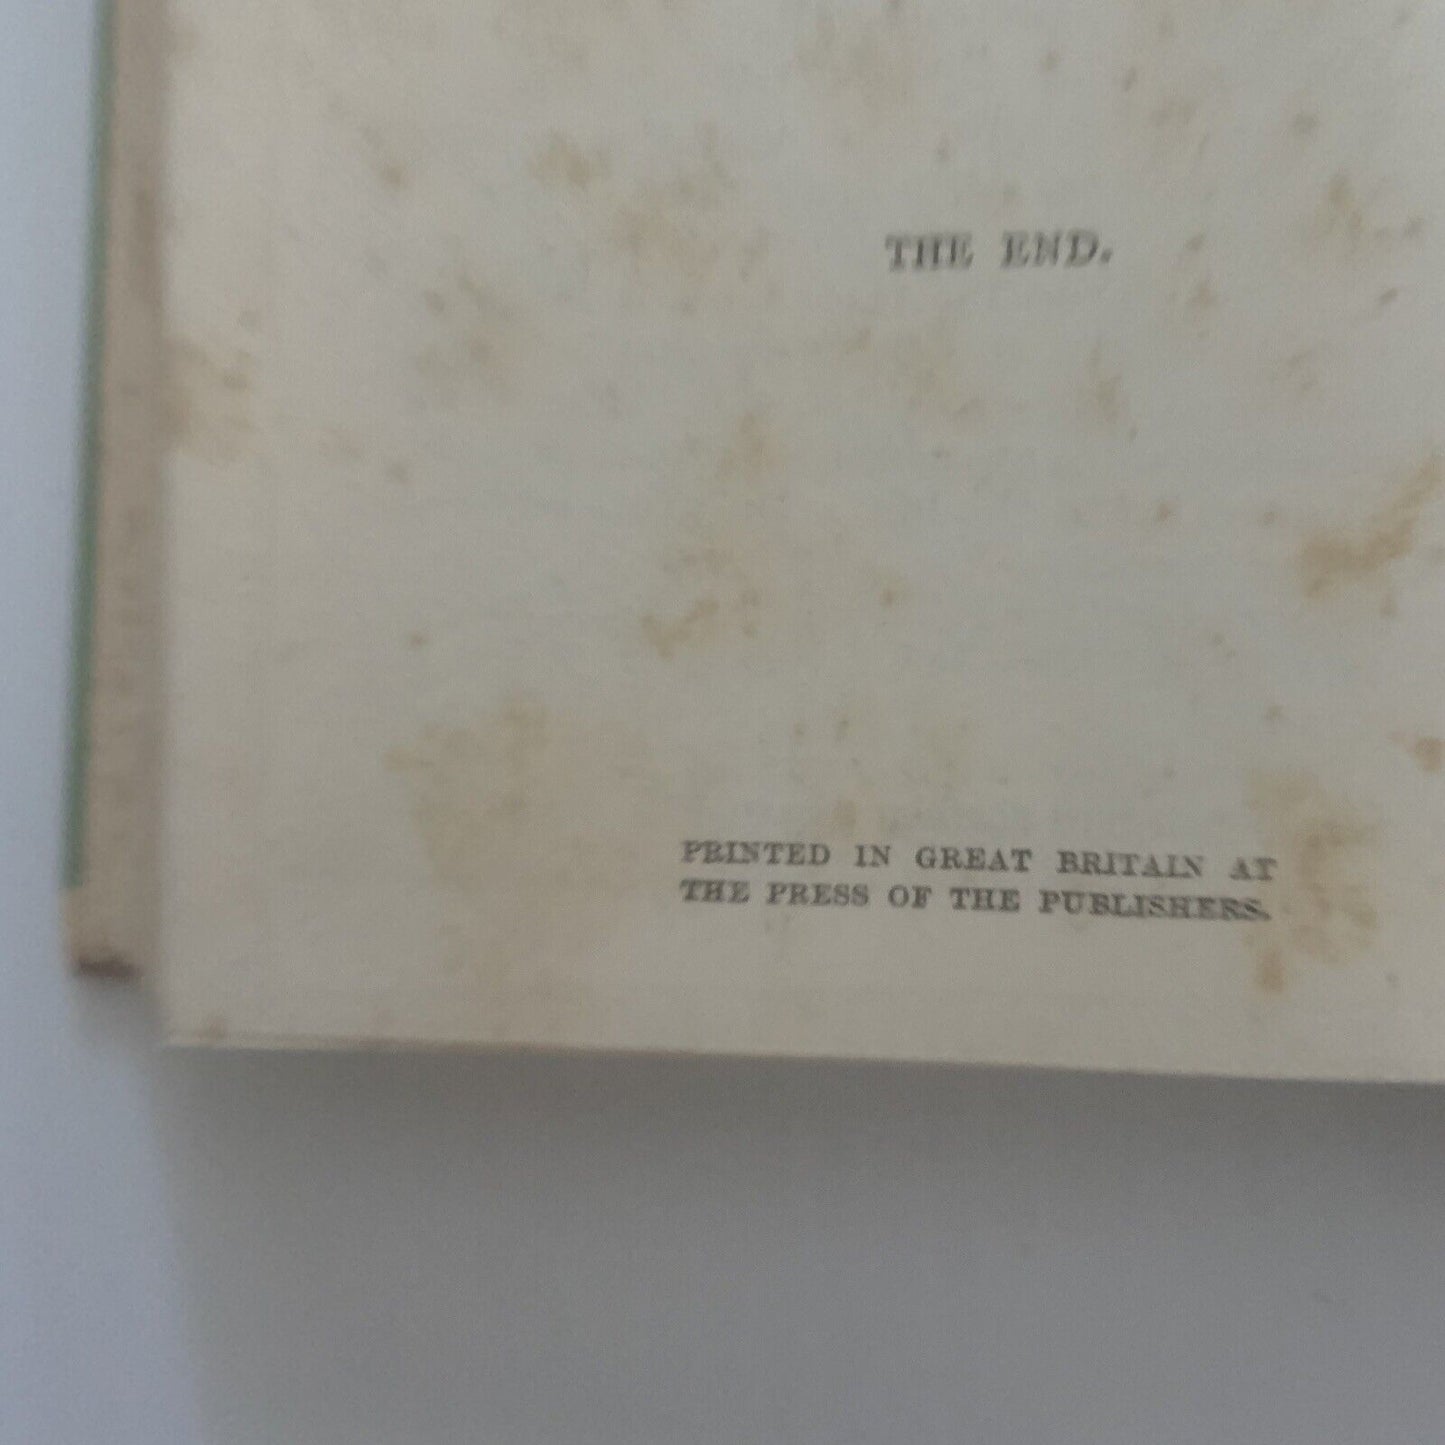 THE END.
PRINTED IN GREAT BRITAIN AT
THE PRESS OF THE PUBLISHERS.